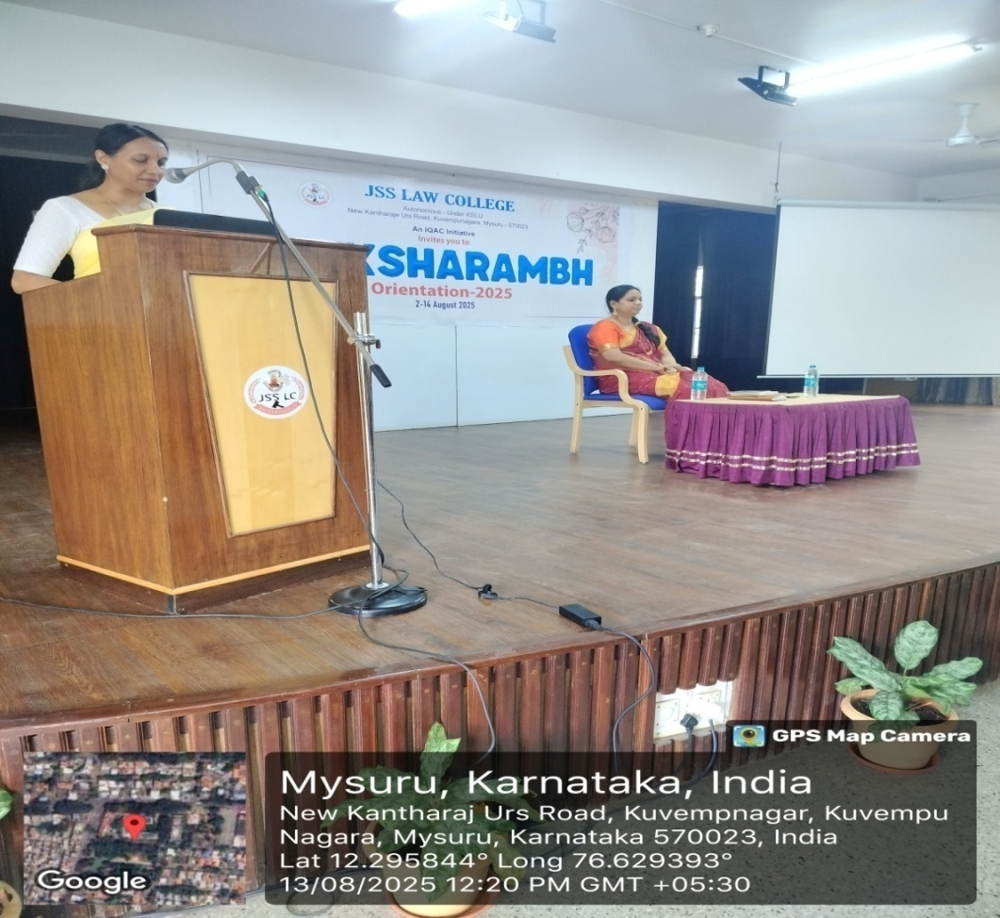 JSS LAW COLLEGE
Autonomous - Under KSLU
New Kantharaje Urs Road, Kuvempunagara, Mysuru - 570023
An IQAC Initiative
Invites you to
KSHARAMBH
Orientation-2025
2-14 August 2025
JSS LC
GPS Map Camera
Mysuru, Karnataka, India
New Kantharaj Urs Road, Kuvempnagar, Kuvempu
Nagara, Mysuru, Karnataka 570023, India
Lat 12.295844° Long 76.629393°
13/08/2025 12:20 PM GMT +05:30
Google